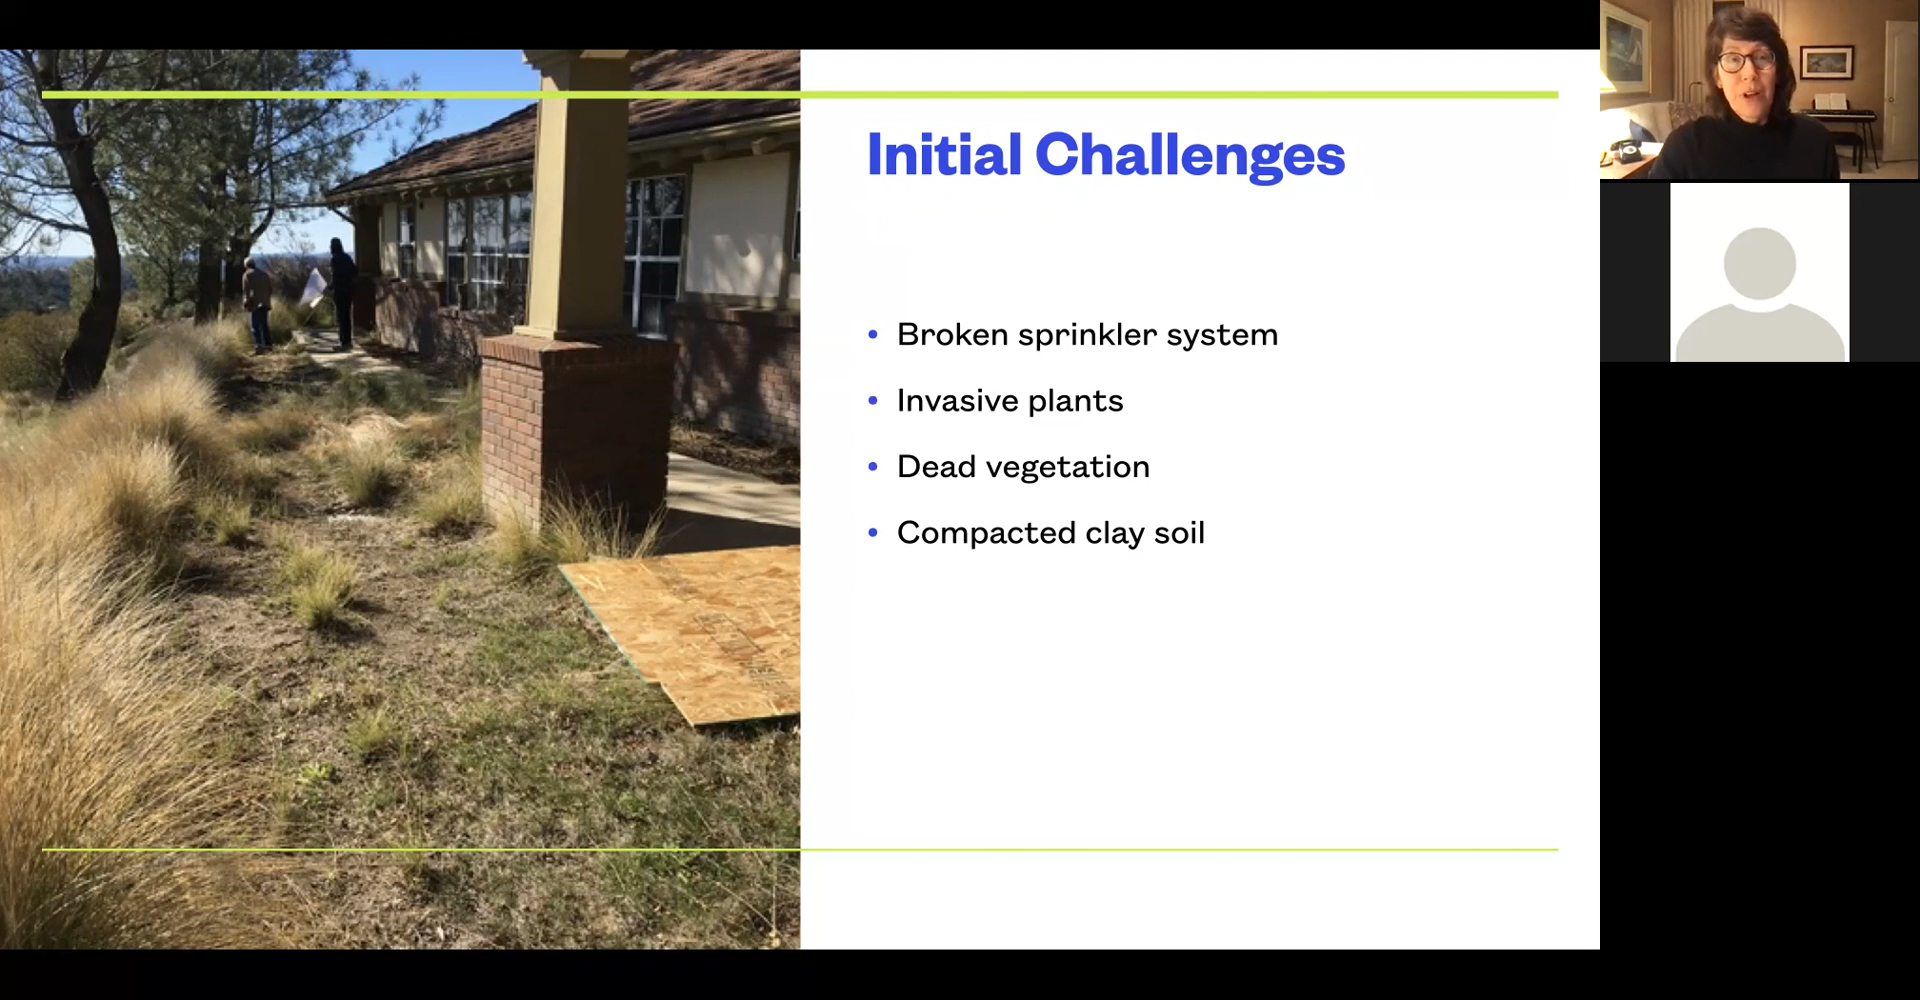 Initial Challenges
• Broken sprinkler system
• Invasive plants
• Dead vegetation
• Compacted clay soil